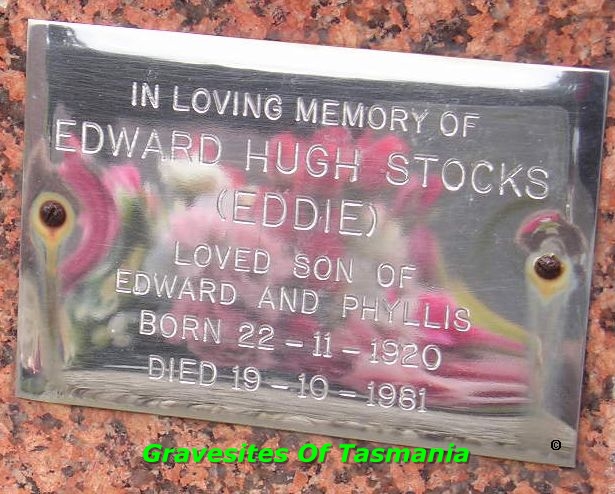 IN LOVING MEMORY OF
EDWARD HUGH STOCKS
(EDDIE)
LOVED SON OF
EDWARD AND PHYLLIS
BORN 22-11-1920
DIED 19-10-1981
©
Gravesites Of Tasmania